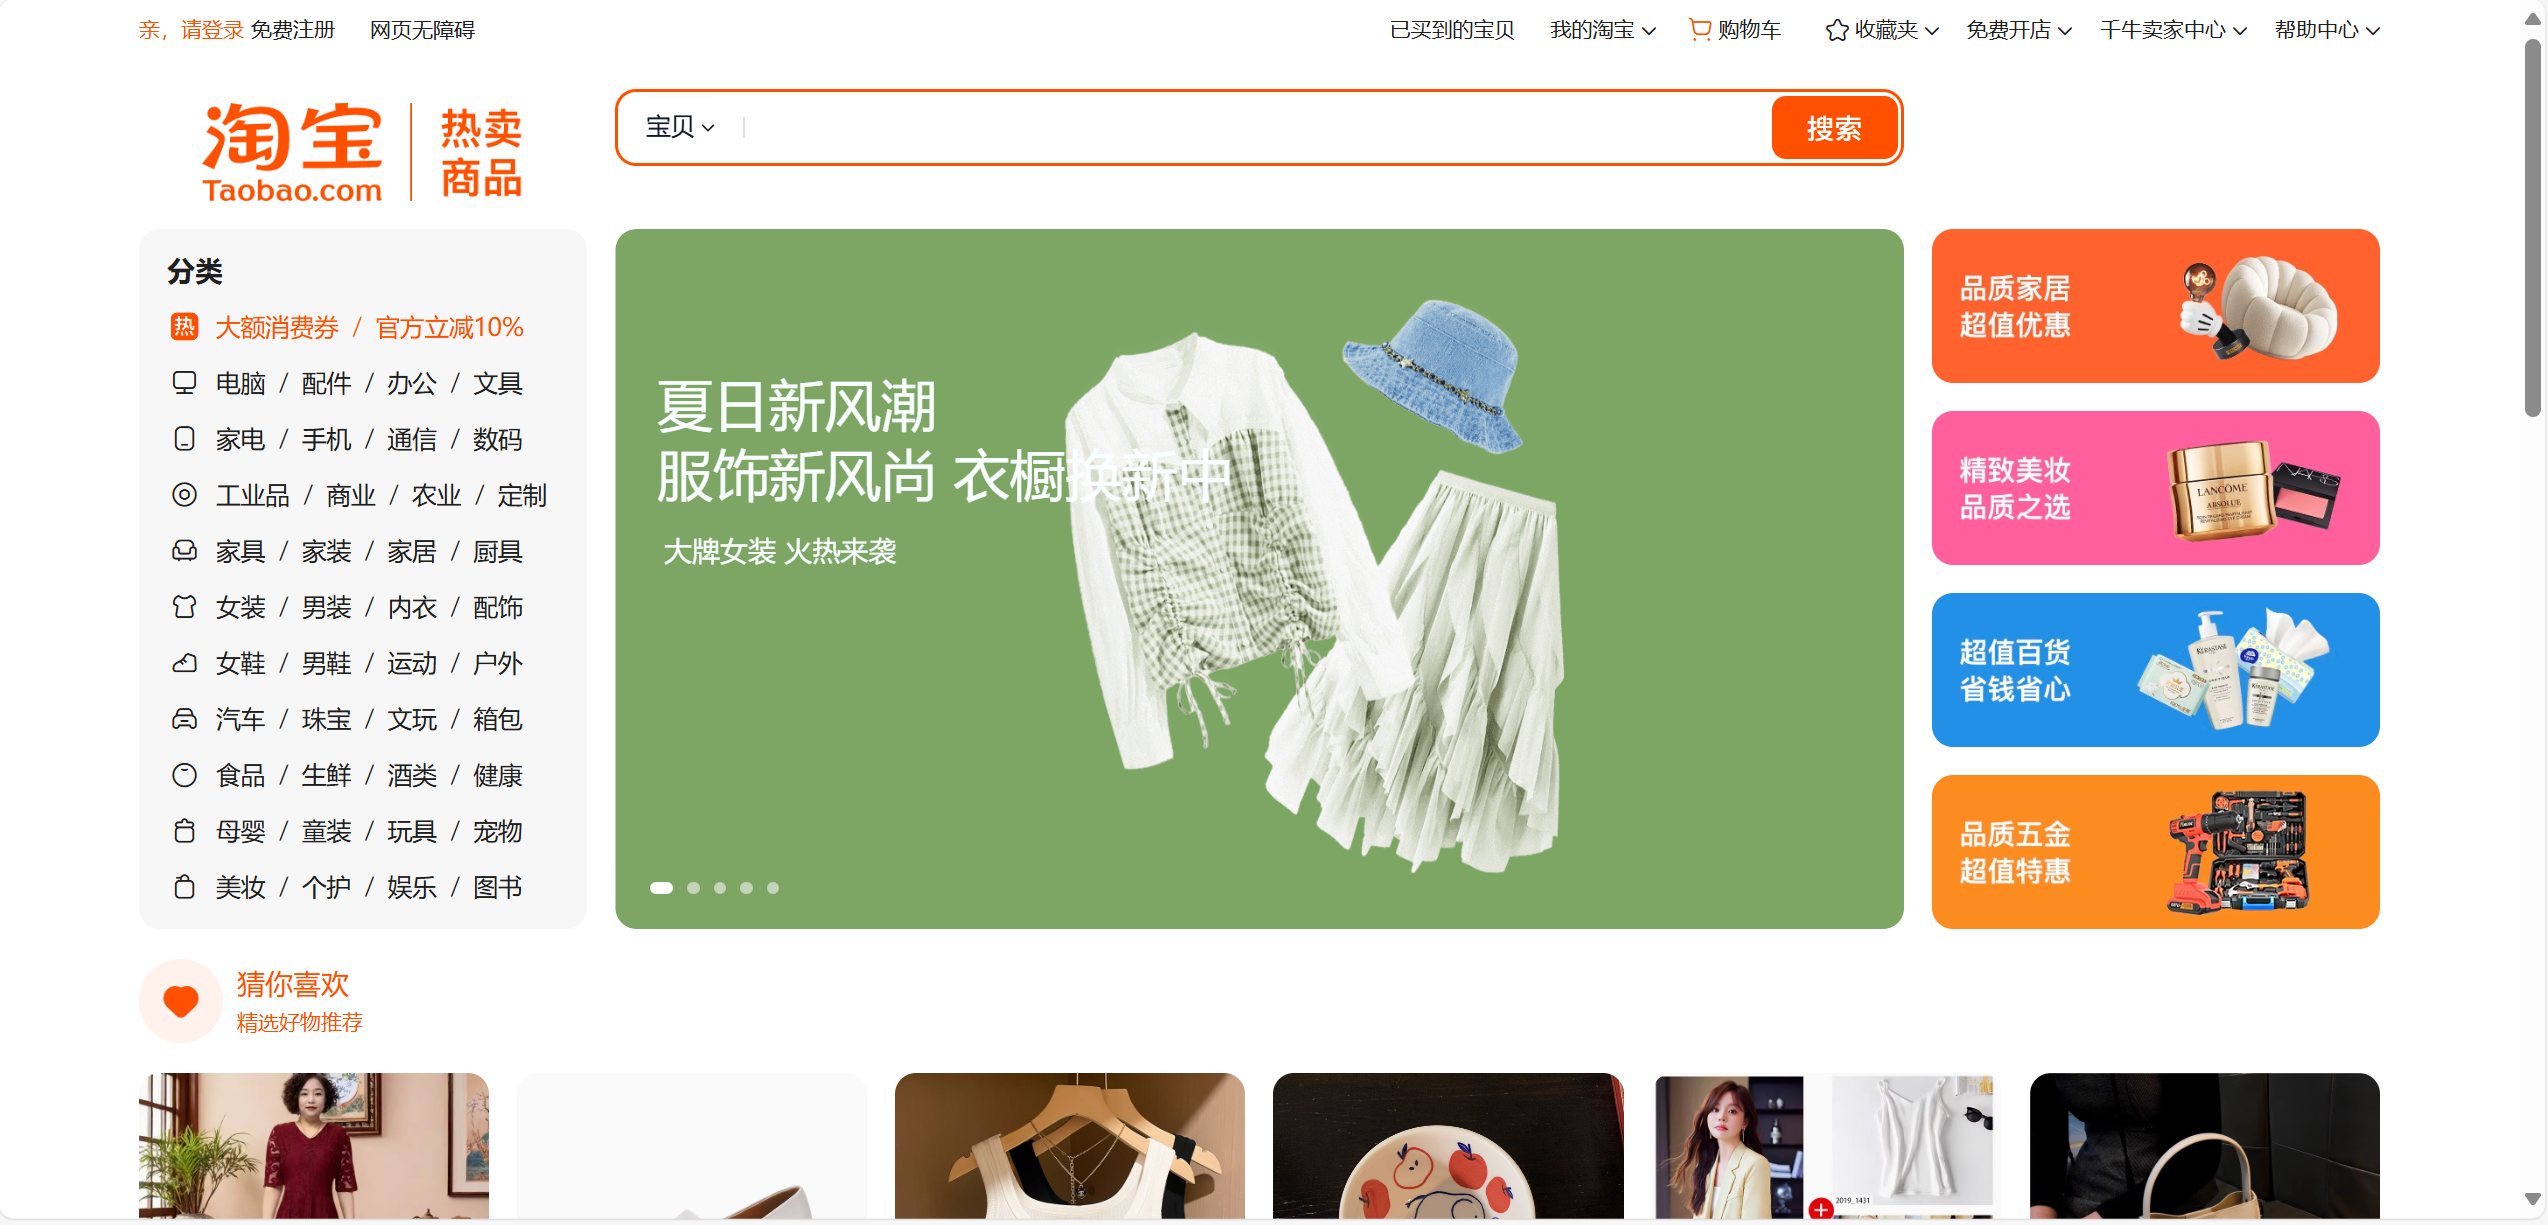 亲，请登录 免费注册 网页无障碍
已买到的宝贝 我的淘宝 购物车 收藏夹 免费开店 千牛卖家中心 帮助中心
淘宝
Taobao.com
热卖
商品
宝贝
搜索
分类
热 大额消费券 / 官方立减10%
电脑 / 配件 / 办公 / 文具
家电 / 手机 / 通信 / 数码
工业品 / 商业 / 农业 / 定制
家具 / 家装 / 家居 / 厨具
女装 / 男装 / 内衣 / 配饰
女鞋 / 男鞋 / 运动 / 户外
汽车 / 珠宝 / 文玩 / 箱包
食品 / 生鲜 / 酒类 / 健康
母婴 / 童装 / 玩具 / 宠物
美妆 / 个护 / 娱乐 / 图书
夏日新风潮
服饰新风尚 衣橱换新中
大牌女装 火热来袭
品质家居
超值优惠
精致美妆
品质之选
LANCÔME
ABSOLUE
NARS
超值百货
省钱省心
KERASTASE
品质五金
超值特惠
猜你喜欢
精选好物推荐
2019_1431